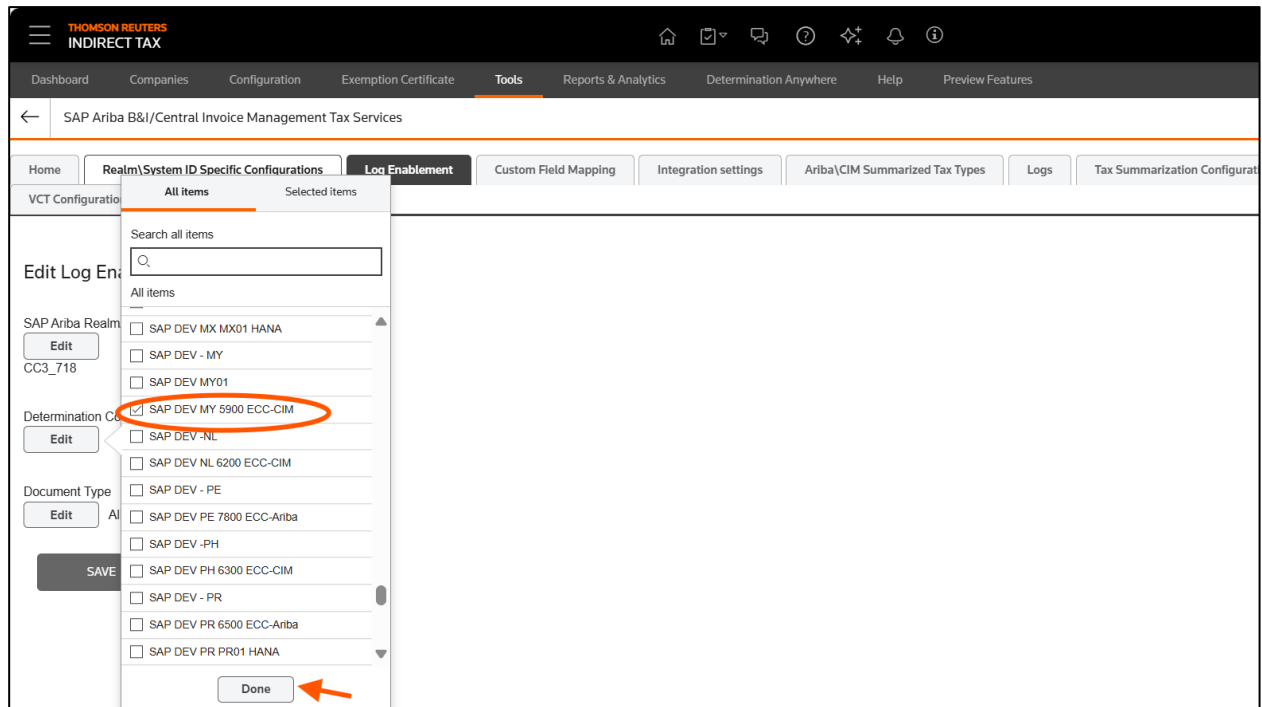 THOMSON REUTERS
INDIRECT TAX
Dashboard Companies Configuration Exemption Certificate Tools Reports & Analytics Determination Anywhere Help Preview Features
SAP Ariba B&I/Central Invoice Management Tax Services
Home Realm\System ID Specific Configurations Log Enablement Custom Field Mapping Integration settings Ariba\CIM Summarized Tax Types Logs Tax Summarization Configurat
VCT Configuratio
All items Selected items
Search all items
Edit Log Ena
All items
SAP Ariba Realm
SAP DEV MX MX01 HANA
Edit
SAP DEV - MY
CC3_718
SAP DEV MY01
SAP DEV MY 5900 ECC-CIM
Determination Co
Edit
SAP DEV -NL
SAP DEV NL 6200 ECC-CIM
Document Type
SAP DEV - PE
Edit Al
SAP DEV PE 7800 ECC-Ariba
SAP DEV -PH
SAVE
SAP DEV PH 6300 ECC-CIM
SAP DEV - PR
SAP DEV PR 6500 ECC-Ariba
SAP DEV PR PR01 HANA
Done